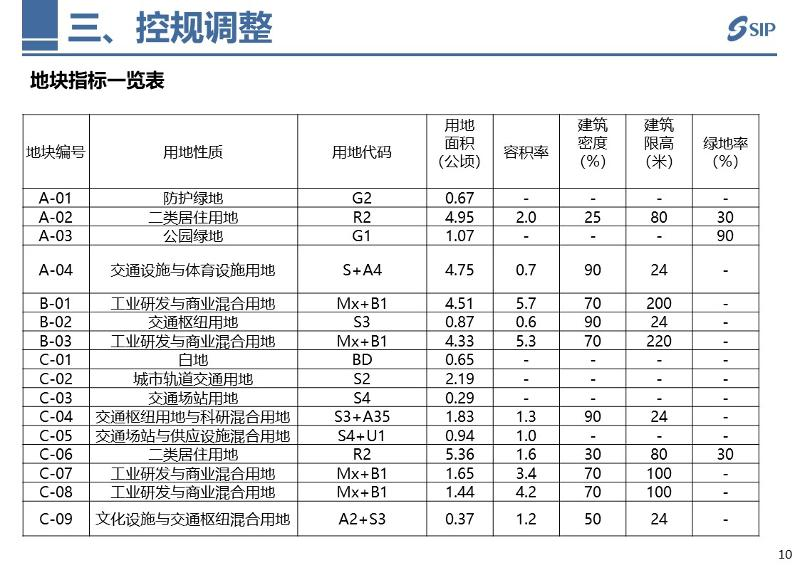 三、控规调整
SIP
地块指标一览表
地块编号 用地性质 用地代码 用地面积(公顷) 容积率 建筑密度(%) 建筑限高(米) 绿地率(%)
A-01 防护绿地 G2 0.67 - - - -
A-02 二类居住用地 R2 4.95 2.0 25 80 30
A-03 公园绿地 G1 1.07 - - - 90
A-04 交通设施与体育设施用地 S+A4 4.75 0.7 90 24 -
B-01 工业研发与商业混合用地 Mx+B1 4.51 5.7 70 200 -
B-02 交通枢纽用地 S3 0.87 0.6 90 24 -
B-03 工业研发与商业混合用地 Mx+B1 4.33 5.3 70 220 -
C-01 白地 BD 0.65 - - - -
C-02 城市轨道交通用地 S2 2.19 - - - -
C-03 交通场站用地 S4 0.29 - - - -
C-04 交通枢纽用地与科研混合用地 S3+A35 1.83 1.3 90 24 -
C-05 交通场站与供应设施混合用地 S4+U1 0.94 1.0 - - -
C-06 二类居住用地 R2 5.36 1.6 30 80 30
C-07 工业研发与商业混合用地 Mx+B1 1.65 3.4 70 100 -
C-08 工业研发与商业混合用地 Mx+B1 1.44 4.2 70 100 -
C-09 文化设施与交通枢纽混合用地 A2+S3 0.37 1.2 50 24 -
10